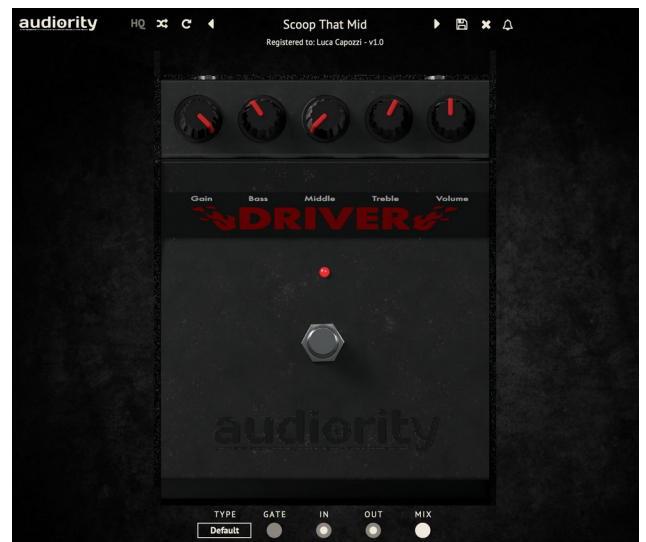 audiority
HQ
Scoop That Mid
Registered to: Luca Capozzi - v1.0
Gain Bass Middle Treble Volume
DRIVER
audiority
TYPE GATE IN OUT MIX
Default